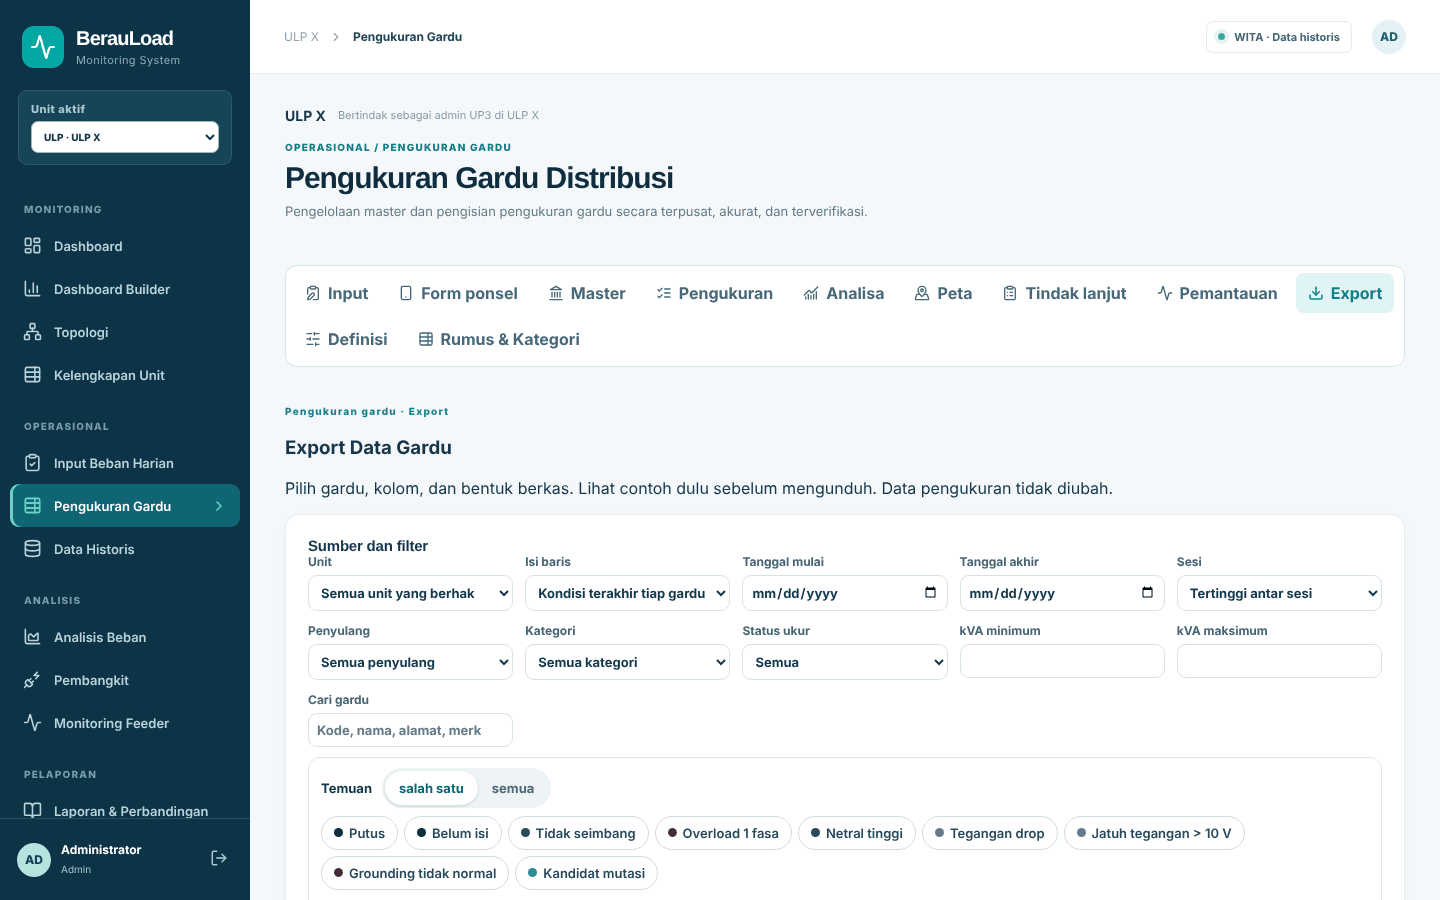 BerauLoad
Monitoring System
Unit aktif
ULP · ULP X
MONITORING
Dashboard
Dashboard Builder
Topologi
Kelengkapan Unit
OPERASIONAL
Input Beban Harian
Pengukuran Gardu
Data Historis
ANALISIS
Analisis Beban
Pembangkit
Monitoring Feeder
PELAPORAN
Laporan & Perbandingan
AD
Administrator
Admin
ULP X > Pengukuran Gardu
WITA · Data historis
AD
ULP X Bertindak sebagai admin UP3 di ULP X
OPERASIONAL / PENGUKURAN GARDU
Pengukuran Gardu Distribusi
Pengelolaan master dan pengisian pengukuran gardu secara terpusat, akurat, dan terverifikasi.
Input Form ponsel Master Pengukuran Analisa Peta Tindak lanjut Pemantauan Export
Definisi Rumus & Kategori
Pengukuran gardu · Export
Export Data Gardu
Pilih gardu, kolom, dan bentuk berkas. Lihat contoh dulu sebelum mengunduh. Data pengukuran tidak diubah.
Sumber dan filter
Unit Isi baris Tanggal mulai Tanggal akhir Sesi
Semua unit yang berhak Kondisi terakhir tiap gardu mm/dd/yyyy mm/dd/yyyy Tertinggi antar sesi
Penyulang Kategori Status ukur kVA minimum kVA maksimum
Semua penyulang Semua kategori Semua
Cari gardu
Kode, nama, alamat, merk
Temuan salah satu semua
Putus Belum isi Tidak seimbang Overload 1 fasa Netral tinggi Tegangan drop Jatuh tegangan > 10 V
Grounding tidak normal Kandidat mutasi